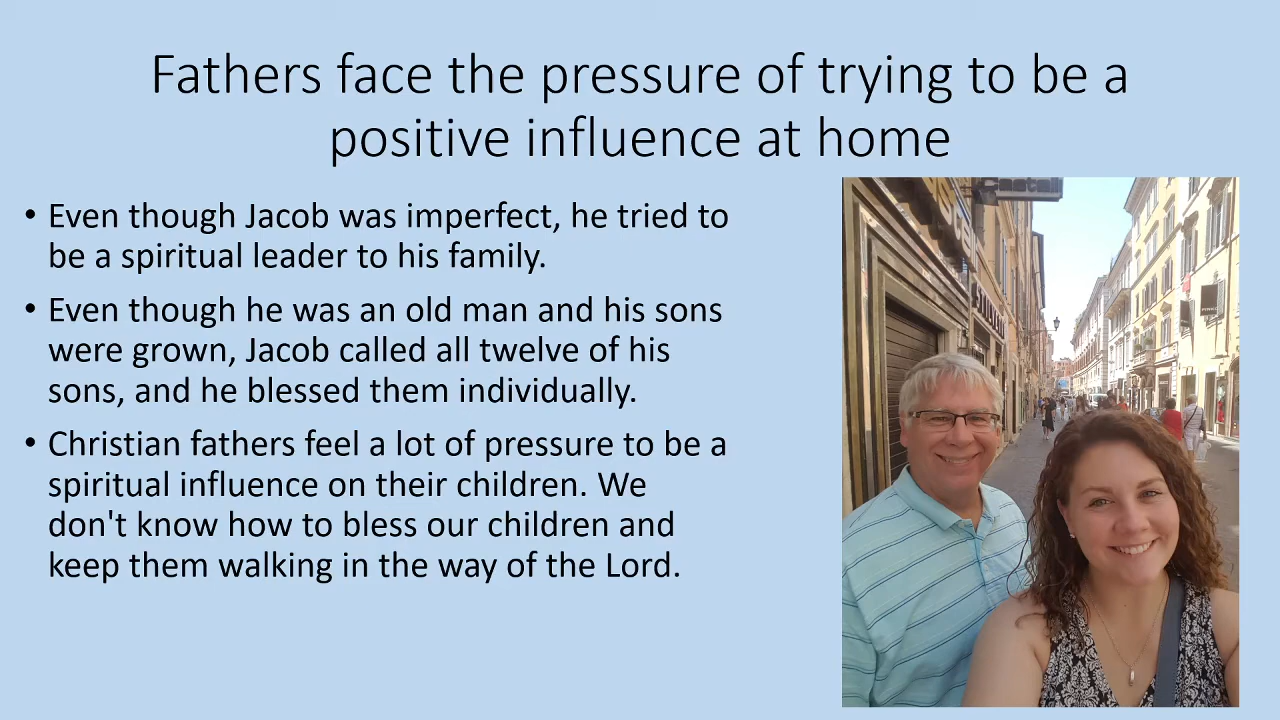 Fathers face the pressure of trying to be a
positive influence at home
• Even though Jacob was imperfect, he tried to
be a spiritual leader to his family.
• Even though he was an old man and his sons
were grown, Jacob called all twelve of his
sons, and he blessed them individually.
• Christian fathers feel a lot of pressure to be a
spiritual influence on their children. We
don't know how to bless our children and
keep them walking in the way of the Lord.